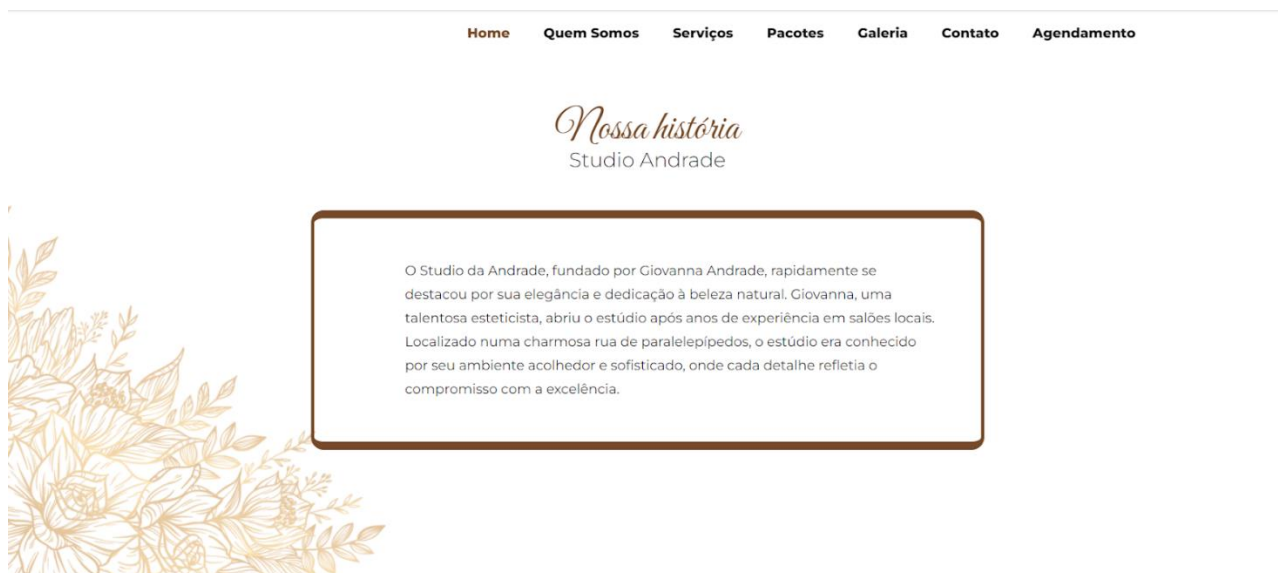 Home Quem Somos Serviços Pacotes Galeria Contato Agendamento
Nossa história
Studio Andrade
O Studio da Andrade, fundado por Giovanna Andrade, rapidamente se
destacou por sua elegância e dedicação à beleza natural. Giovanna, uma
talentosa esteticista, abriu o estúdio após anos de experiência em salões locais.
Localizado numa charmosa rua de paralelepípedos, o estúdio era conhecido
por seu ambiente acolhedor e sofisticado, onde cada detalhe refletia o
compromisso com a excelência.